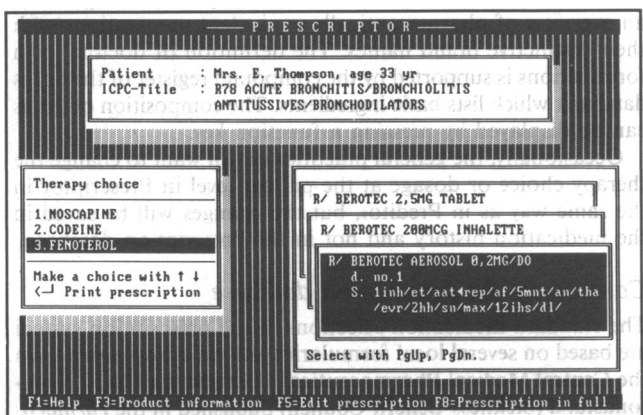 PRESCRIPTOR
Patient : Mrs. E. Thompson, age 33 yr
ICPC-Title : R78 ACUTE BRONCHITIS/BRONCHIOLITIS
ANTITUSSIVES/BRONCHODILATORS
Therapy choice
1.NOSCAPINE
2.CODEINE
3.FENOTEROL
Make a choice with ↑ ↓
<─┘ Print prescription
R/ BEROTEC 2,5MG TABLET
R/ BEROTEC 200MCG INHALETTE
R/ BEROTEC AEROSOL 0,2MG/DO
d. no.1
S. 1inh/et/aat◄rep/af/5mnt/an/tha
/evr/2hh/sn/max/12ihs/dl/
Select with PgUp, PgDn.
F1=Help F3=Product information F5=Edit prescription F8=Prescription in full